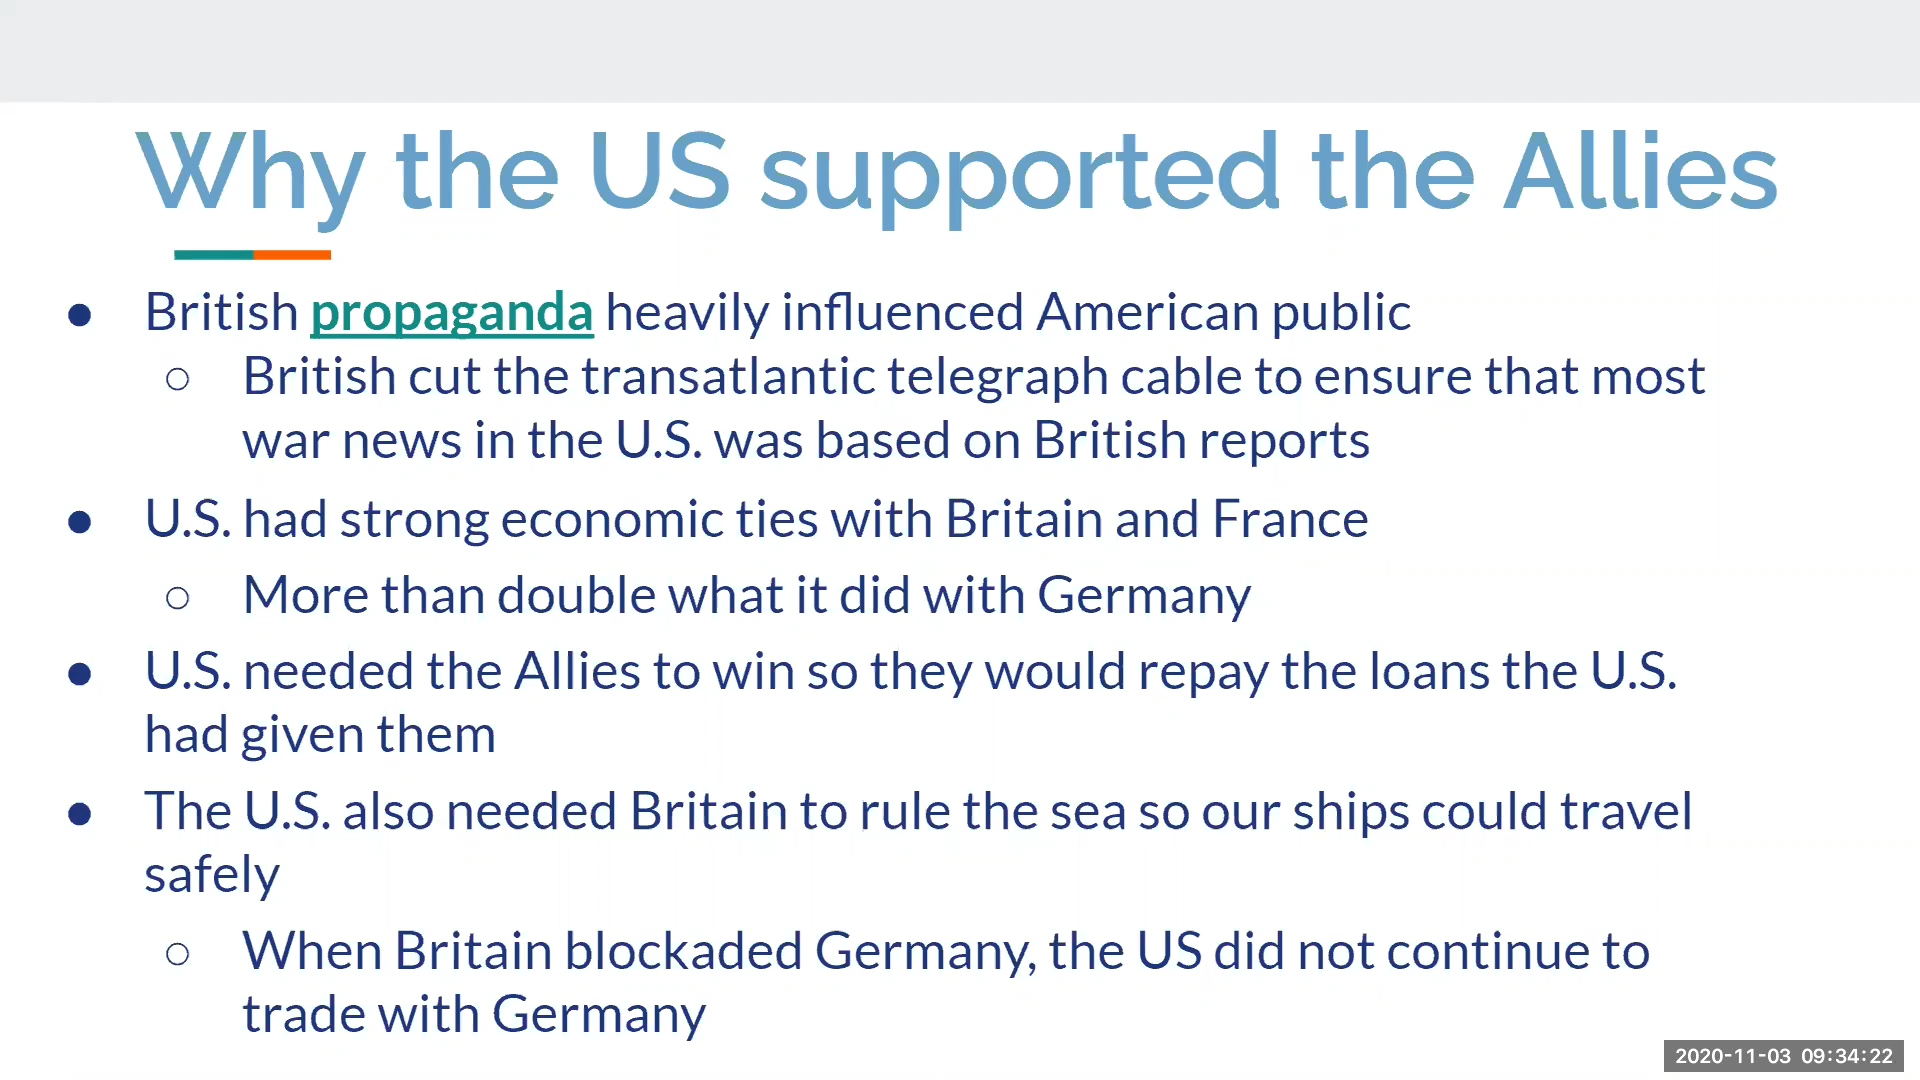 Why the US supported the Allies
● British propaganda heavily influenced American public
○ British cut the transatlantic telegraph cable to ensure that most
war news in the U.S. was based on British reports
● U.S. had strong economic ties with Britain and France
○ More than double what it did with Germany
● U.S. needed the Allies to win so they would repay the loans the U.S.
had given them
● The U.S. also needed Britain to rule the sea so our ships could travel
safely
○ When Britain blockaded Germany, the US did not continue to
trade with Germany
2020-11-03 09:34:22